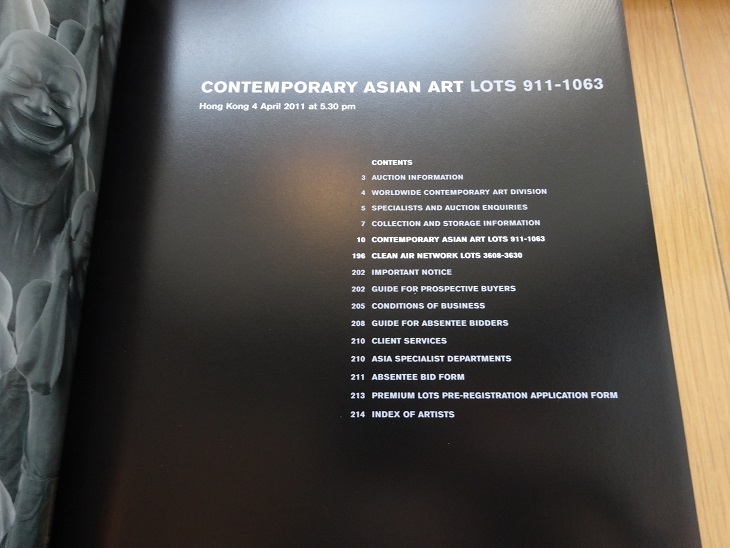 CONTEMPORARY ASIAN ART LOTS 911-1063
Hong Kong 4 April 2011 at 5.30 pm
CONTENTS
3 AUCTION INFORMATION
4 WORLDWIDE CONTEMPORARY ART DIVISION
5 SPECIALISTS AND AUCTION ENQUIRIES
7 COLLECTION AND STORAGE INFORMATION
10 CONTEMPORARY ASIAN ART LOTS 911-1063
196 CLEAN AIR NETWORK LOTS 3608-3630
202 IMPORTANT NOTICE
202 GUIDE FOR PROSPECTIVE BUYERS
205 CONDITIONS OF BUSINESS
208 GUIDE FOR ABSENTEE BIDDERS
210 CLIENT SERVICES
210 ASIA SPECIALIST DEPARTMENTS
211 ABSENTEE BID FORM
213 PREMIUM LOTS PRE-REGISTRATION APPLICATION FORM
214 INDEX OF ARTISTS